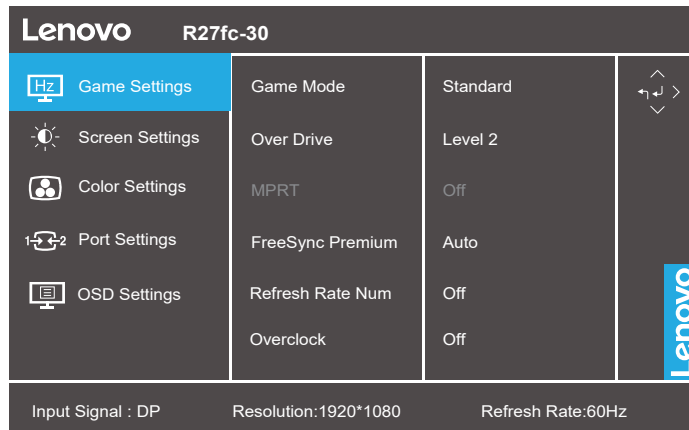 Lenovo R27fc-30
Hz Game Settings Game Mode Standard
Screen Settings Over Drive Level 2
Color Settings MPRT Off
1 2 Port Settings FreeSync Premium Auto
OSD Settings Refresh Rate Num Off
Overclock Off
Lenovo
Input Signal : DP Resolution:1920*1080 Refresh Rate:60Hz